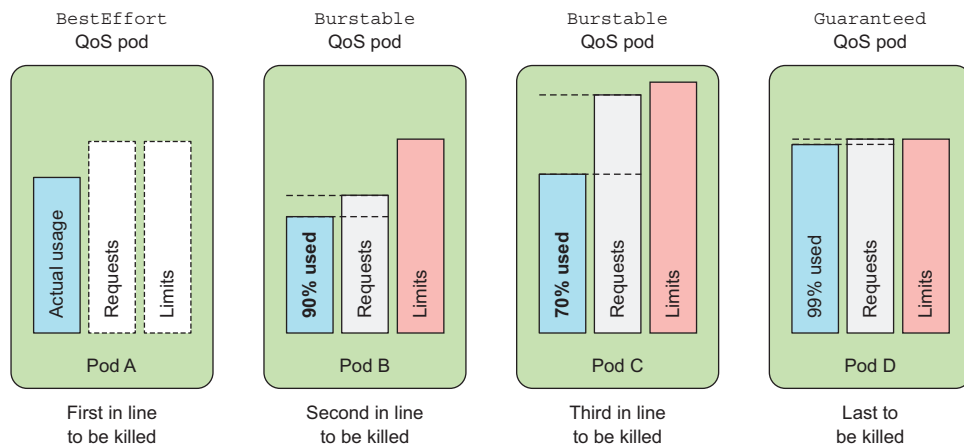 BestEffort
QoS pod
Actual usage
Requests
Limits
Pod A
First in line
to be killed
Burstable
QoS pod
90% used
Requests
Limits
Pod B
Second in line
to be killed
Burstable
QoS pod
70% used
Requests
Limits
Pod C
Third in line
to be killed
Guaranteed
QoS pod
99% used
Requests
Limits
Pod D
Last to
be killed